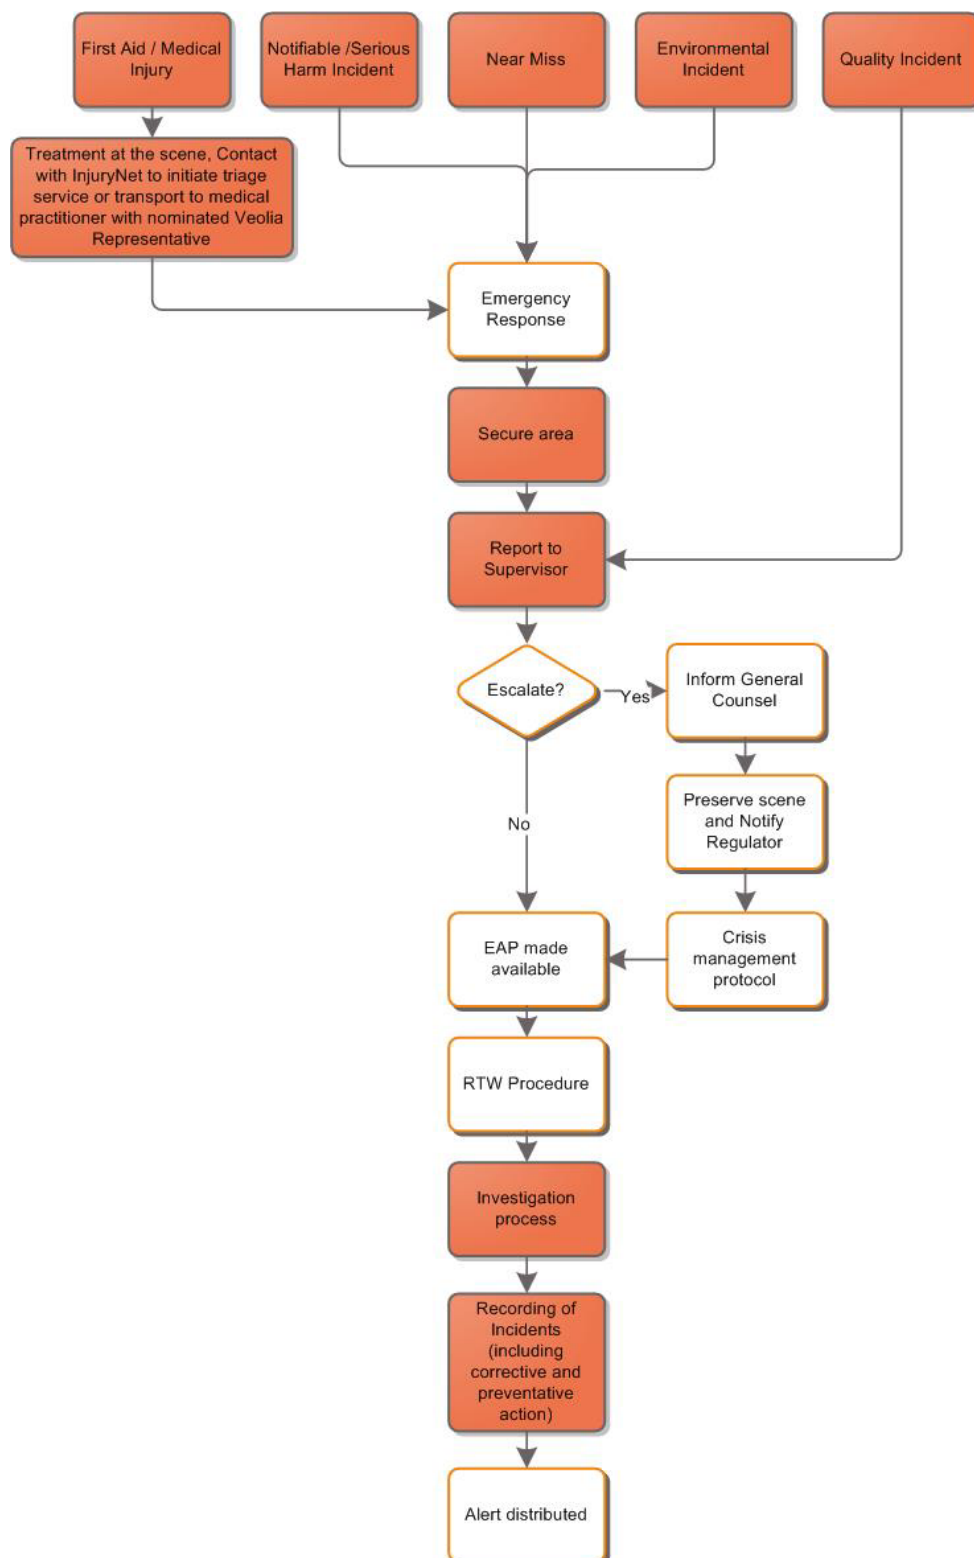 First Aid / Medical
Injury
Notifiable /Serious
Harm Incident
Near Miss
Environmental
Incident
Quality Incident
Treatment at the scene, Contact
with InjuryNet to initiate triage
service or transport to medical
practitioner with nominated Veolia
Representative
Emergency
Response
Secure area
Report to
Supervisor
Escalate?
Yes
Inform General
Counsel
Preserve scene
and Notify
Regulator
No
Crisis
management
protocol
EAP made
available
RTW Procedure
Investigation
process
Recording of
Incidents
(including
corrective and
preventative
action)
Alert distributed